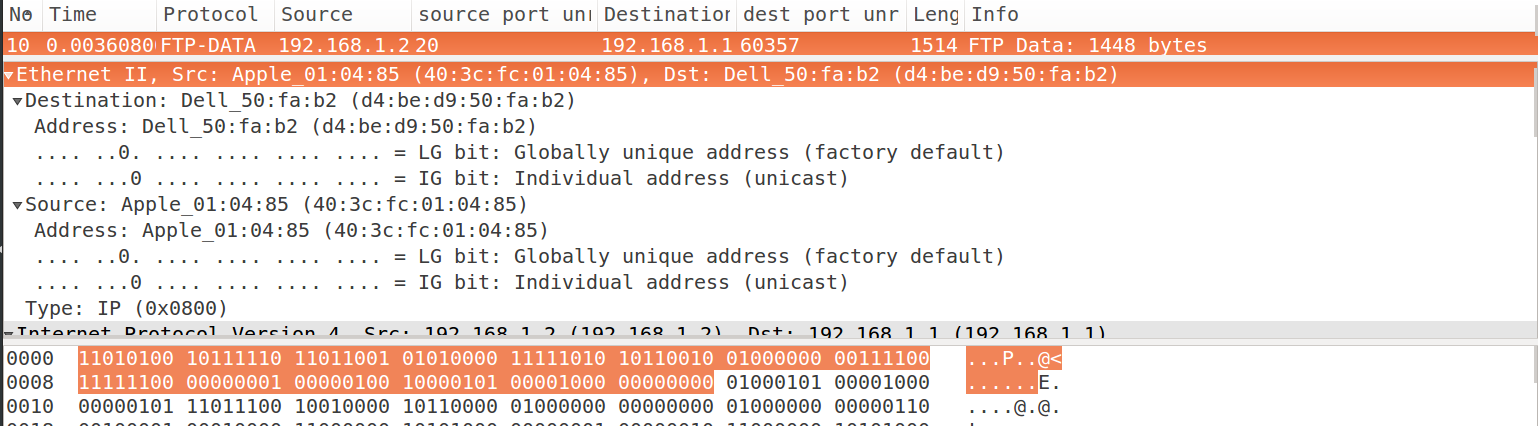 No Time Protocol Source source port unr Destination dest port unr Leng Info
10 0.00360800 FTP-DATA 192.168.1.2 20 192.168.1.1 60357 1514 FTP Data: 1448 bytes
Ethernet II, Src: Apple_01:04:85 (40:3c:fc:01:04:85), Dst: Dell_50:fa:b2 (d4:be:d9:50:fa:b2)
Destination: Dell_50:fa:b2 (d4:be:d9:50:fa:b2)
Address: Dell_50:fa:b2 (d4:be:d9:50:fa:b2)
.... ..0. .... .... .... .... = LG bit: Globally unique address (factory default)
.... ...0 .... .... .... .... = IG bit: Individual address (unicast)
Source: Apple_01:04:85 (40:3c:fc:01:04:85)
Address: Apple_01:04:85 (40:3c:fc:01:04:85)
.... ..0. .... .... .... .... = LG bit: Globally unique address (factory default)
.... ...0 .... .... .... .... = IG bit: Individual address (unicast)
Type: IP (0x0800)
Internet Protocol Version 4, Src: 192.168.1.2 (192.168.1.2), Dst: 192.168.1.1 (192.168.1.1)
0000 11010100 10111110 11011001 01010000 11111010 10110010 01000000 00111100 ...P..@<
0008 11111100 00000001 00000100 10000101 00001000 00000000 01000101 00001000 ......E.
0010 00000101 11011100 10010000 10110000 01000000 00000000 01000000 00000110 ....@.@.